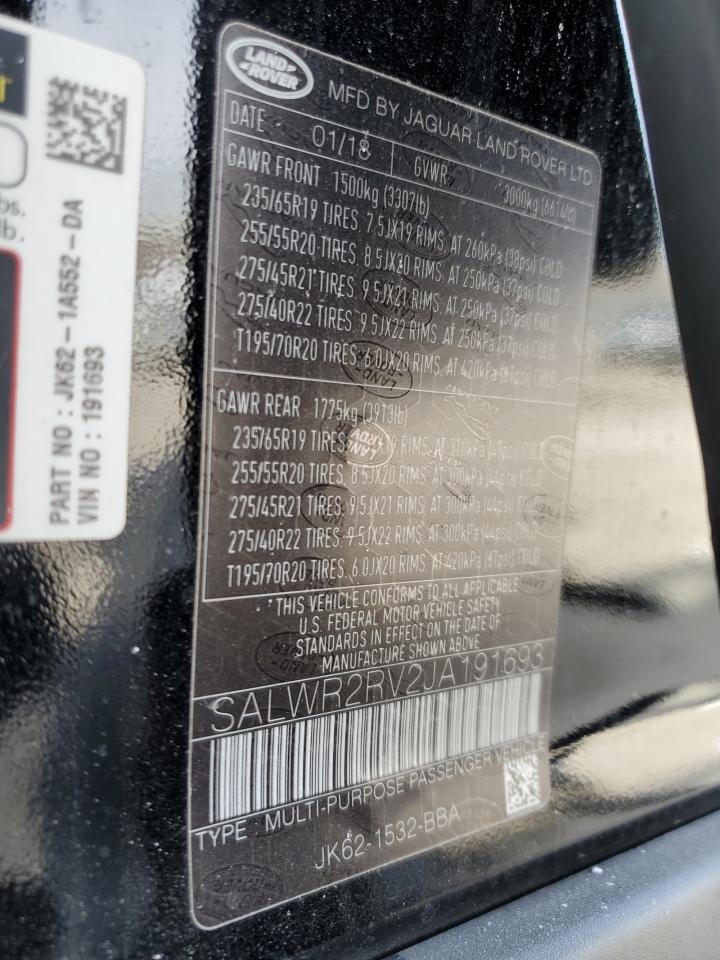 LAND ROVER
MFD BY JAGUAR LAND ROVER LTD
DATE: 01/18 GVWR: 3000kg (6614lb)
GAWR FRONT 1500kg (3307lb)
235/65R19 TIRES. 7.5JX19 RIMS. AT 260kPa (38psi) COLD
255/55R20 TIRES. 8.5JX20 RIMS. AT 250kPa (37psi) COLD
275/45R21 TIRES. 9.5JX21 RIMS. AT 250kPa (37psi) COLD
275/40R22 TIRES. 9.5JX22 RIMS. AT 250kPa (37psi) COLD
T195/70R20 TIRES. 6.0JX20 RIMS. AT 420kPa (61psi) COLD
GAWR REAR 1775kg (3913lb)
235/65R19 TIRES. RIMS. AT 310kPa (45psi) COLD
255/55R20 TIRES. 8.5JX20 RIMS. AT 300kPa (44psi) COLD
275/45R21 TIRES. 9.5JX21 RIMS. AT 300kPa (44psi) COLD
275/40R22 TIRES. 9.5JX22 RIMS. AT 300kPa (44psi) COLD
T195/70R20 TIRES. 6.0JX20 RIMS. AT 420kPa (61psi) COLD
THIS VEHICLE CONFORMS TO ALL APPLICABLE
U.S. FEDERAL MOTOR VEHICLE SAFETY
STANDARDS IN EFFECT ON THE DATE OF
MANUFACTURE SHOWN ABOVE
SALWR2RV2JA191693
TYPE : MULTI-PURPOSE PASSENGER VEHICLE
JK62-1532-BBA
PART NO : JK62-1A552-DA
VIN NO : 191693
bs.
lb.